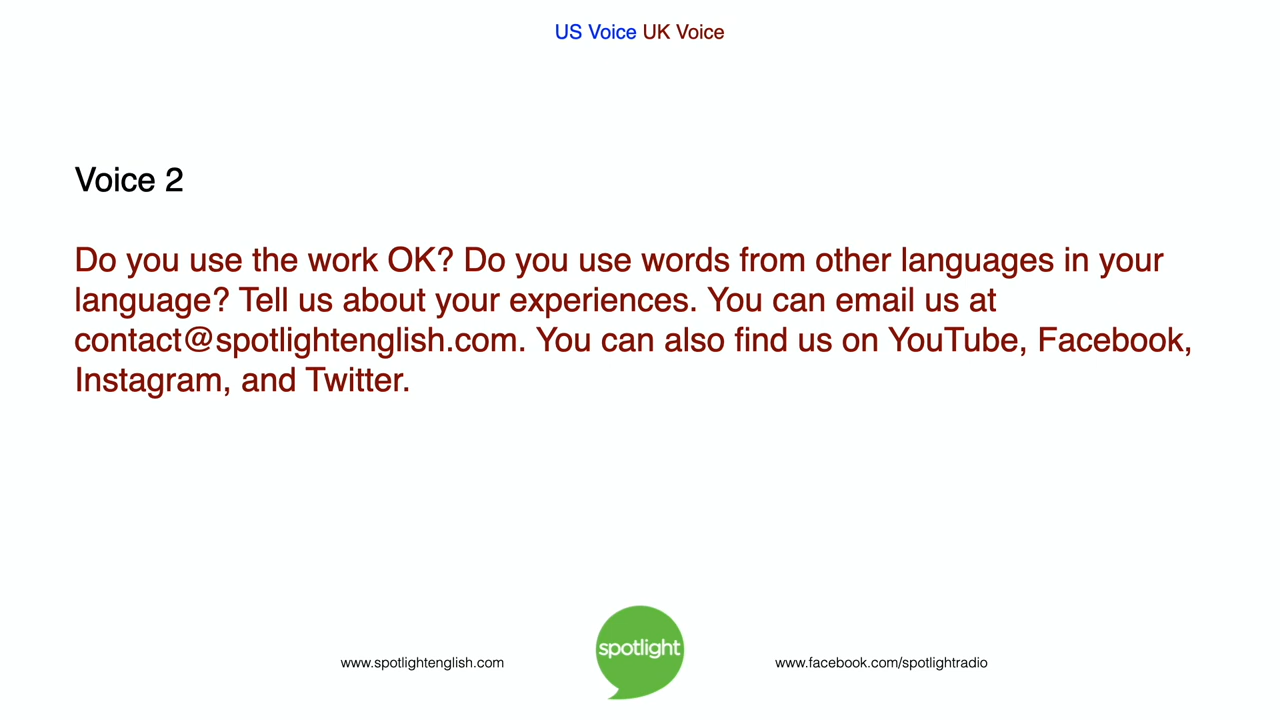 US Voice UK Voice
Voice 2
Do you use the work OK? Do you use words from other languages in your
language? Tell us about your experiences. You can email us at
contact@spotlightenglish.com. You can also find us on YouTube, Facebook,
Instagram, and Twitter.
spotlight
www.spotlightenglish.com
www.facebook.com/spotlightradio